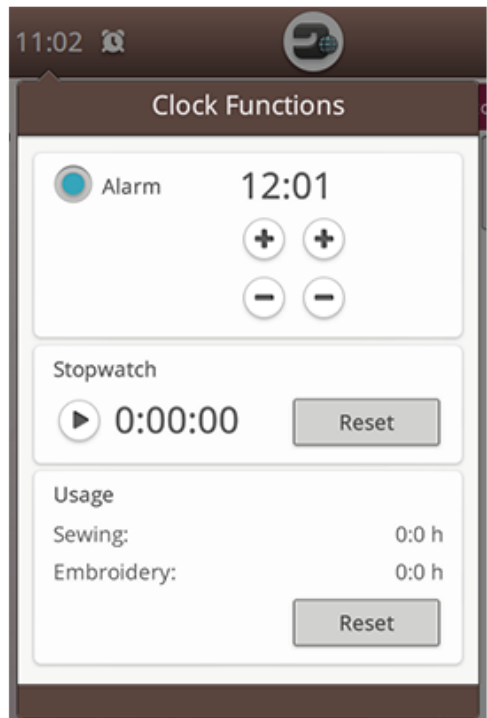 11:02
Clock Functions
Alarm 12:01
Stopwatch
0:00:00 Reset
Usage
Sewing: 0:0 h
Embroidery: 0:0 h
Reset